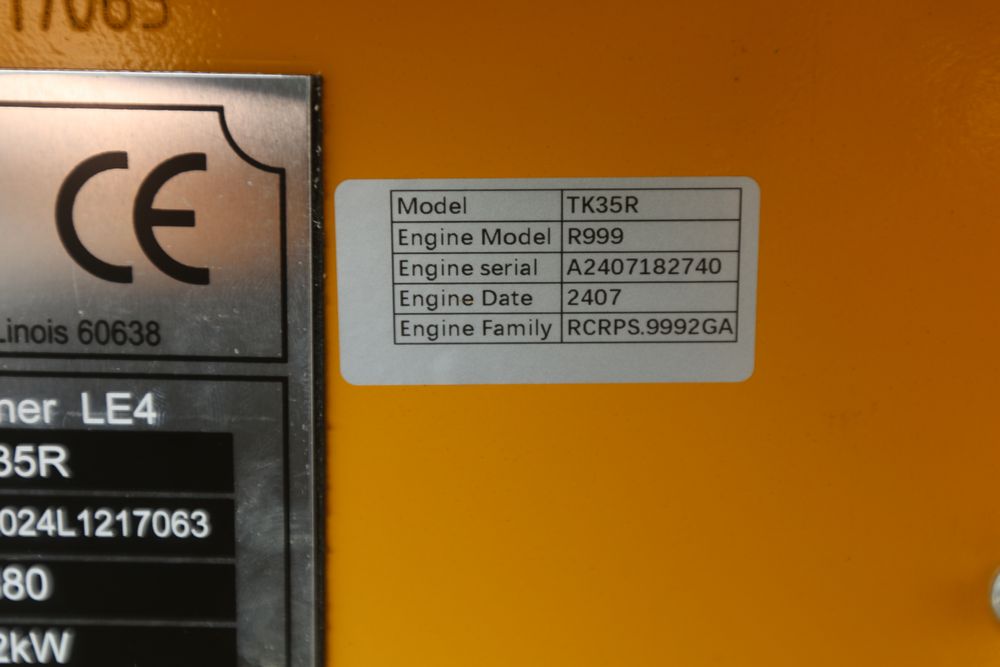 17063
CE
Linois 60638
ner LE4
35R
024L1217063
80
2kW
Model TK35R
Engine Model R999
Engine serial A2407182740
Engine Date 2407
Engine Family RCRPS.9992GA